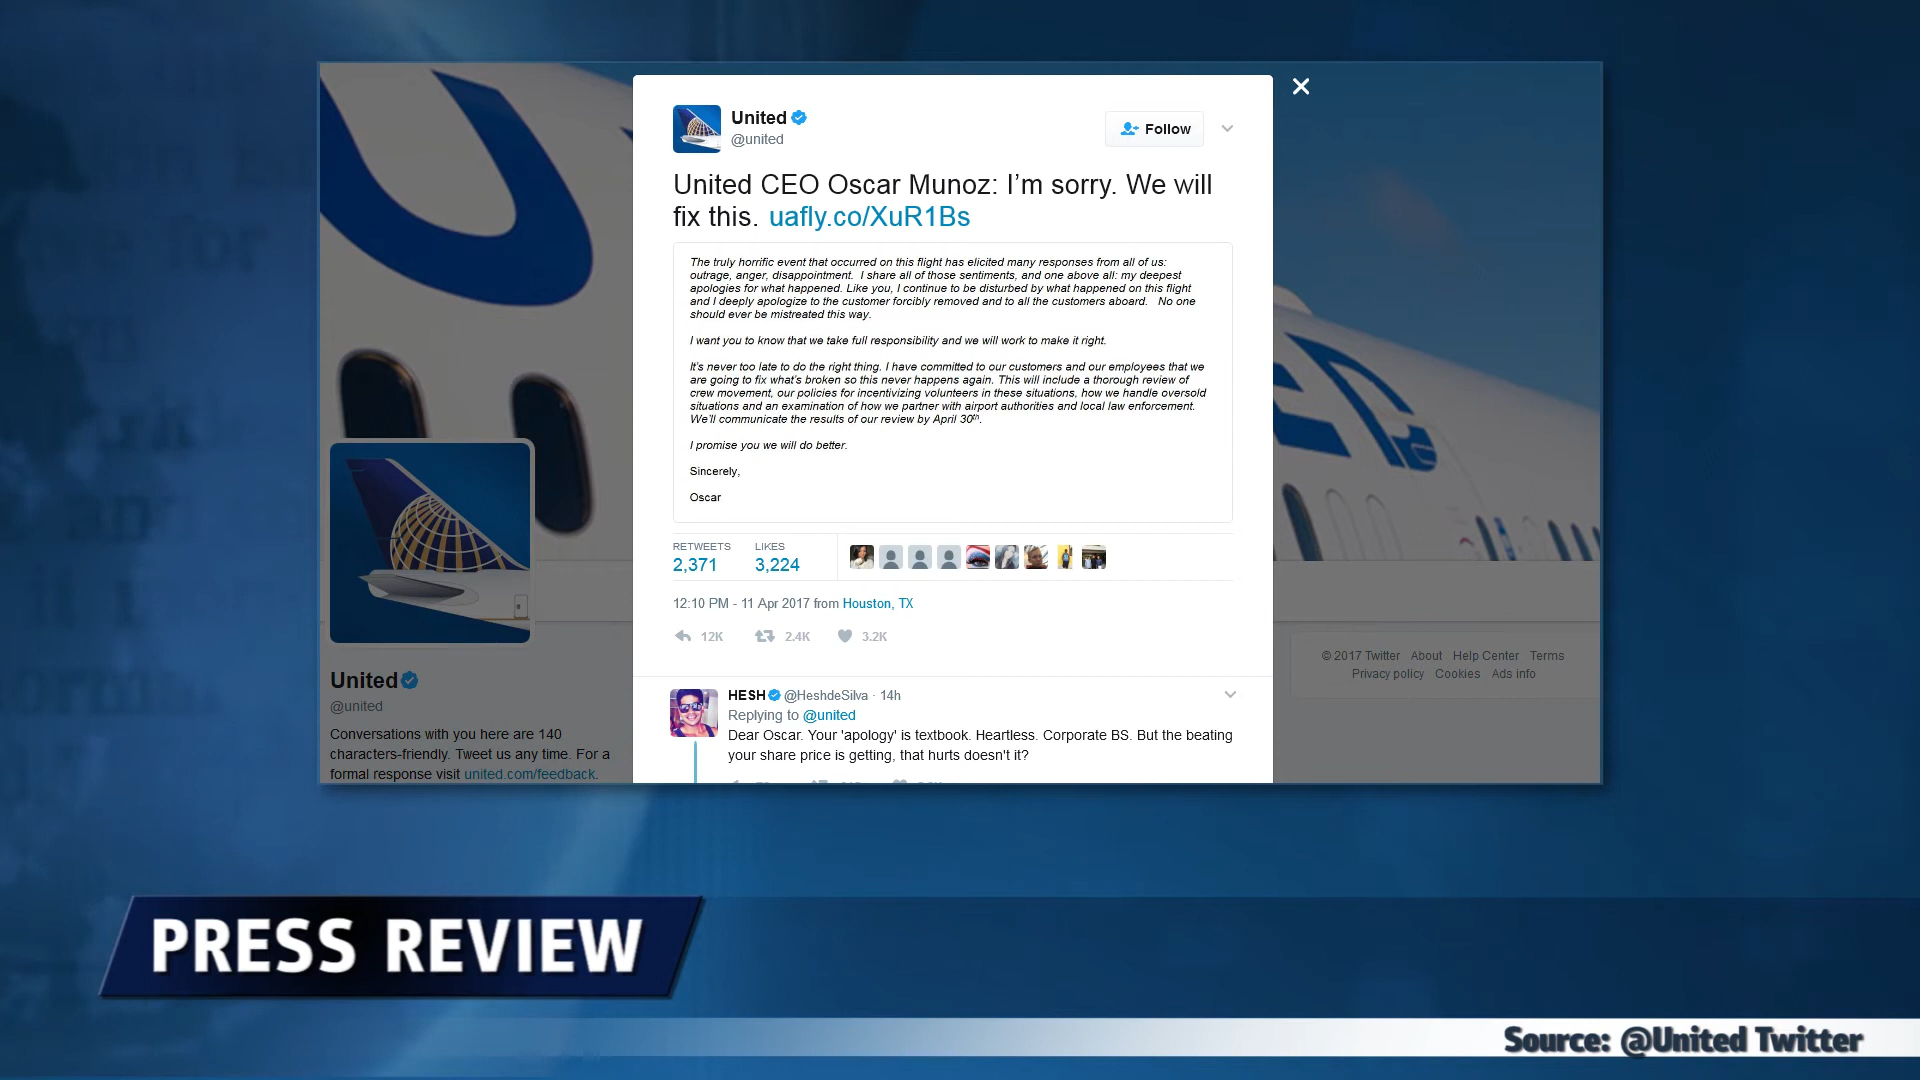 United
@united
Follow
United CEO Oscar Munoz: I’m sorry. We will
fix this. uafly.co/XuR1Bs
The truly horrific event that occurred on this flight has elicited many responses from all of us:
outrage, anger, disappointment. I share all of those sentiments, and one above all: my deepest
apologies for what happened. Like you, I continue to be disturbed by what happened on this flight
and I deeply apologize to the customer forcibly removed and to all the customers aboard. No one
should ever be mistreated this way.
I want you to know that we take full responsibility and we will work to make it right.
It’s never too late to do the right thing. I have committed to our customers and our employees that we
are going to fix what’s broken so this never happens again. This will include a thorough review of
crew movement, our policies for incentivizing volunteers in these situations, how we handle oversold
situations and an examination of how we partner with airport authorities and local law enforcement.
We’ll communicate the results of our review by April 30th.
I promise you we will do better.
Sincerely,
Oscar
RETWEETS LIKES
2,371 3,224
12:10 PM - 11 Apr 2017 from Houston, TX
12K 2.4K 3.2K
HESH @HeshdeSilva · 14h
Replying to @united
Dear Oscar. Your 'apology' is textbook. Heartless. Corporate BS. But the beating
your share price is getting, that hurts doesn't it?
United
@united
Conversations with you here are 140
characters-friendly. Tweet us any time. For a
formal response visit united.com/feedback.
© 2017 Twitter About Help Center Terms
Privacy policy Cookies Ads info
PRESS REVIEW
Source: @United Twitter